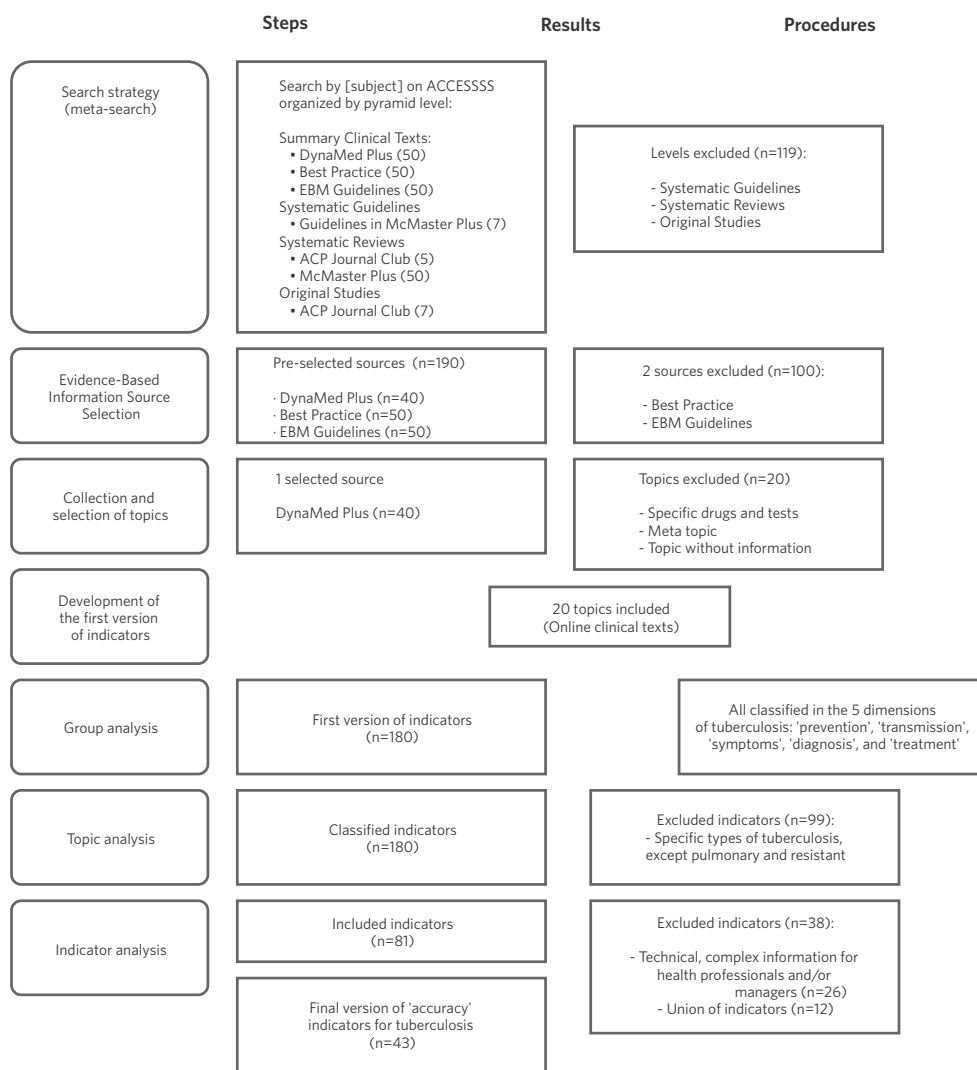 Steps
Results
Procedures
Search strategy
(meta-search)
Search by [subject] on ACCESSSS
organized by pyramid level:
Summary Clinical Texts:
• DynaMed Plus (50)
• Best Practice (50)
• EBM Guidelines (50)
Systematic Guidelines
• Guidelines in McMaster Plus (7)
Systematic Reviews
• ACP Journal Club (5)
• McMaster Plus (50)
Original Studies
• ACP Journal Club (7)
Levels excluded (n=119):
- Systematic Guidelines
- Systematic Reviews
- Original Studies
Evidence-Based
Information Source
Selection
Pre-selected sources (n=190)
· DynaMed Plus (n=40)
· Best Practice (n=50)
· EBM Guidelines (n=50)
2 sources excluded (n=100):
- Best Practice
- EBM Guidelines
Collection and
selection of topics
1 selected source
DynaMed Plus (n=40)
Topics excluded (n=20)
- Specific drugs and tests
- Meta topic
- Topic without information
Development of
the first version
of indicators
20 topics included
(Online clinical texts)
Group analysis
First version of indicators
(n=180)
All classified in the 5 dimensions
of tuberculosis: 'prevention', 'transmission',
'symptoms', 'diagnosis', and 'treatment'
Topic analysis
Classified indicators
(n=180)
Excluded indicators (n=99):
- Specific types of tuberculosis,
except pulmonary and resistant
Indicator analysis
Included indicators
(n=81)
Excluded indicators (n=38):
- Technical, complex information for
health professionals and/or
managers (n=26)
- Union of indicators (n=12)
Final version of 'accuracy'
indicators for tuberculosis
(n=43)